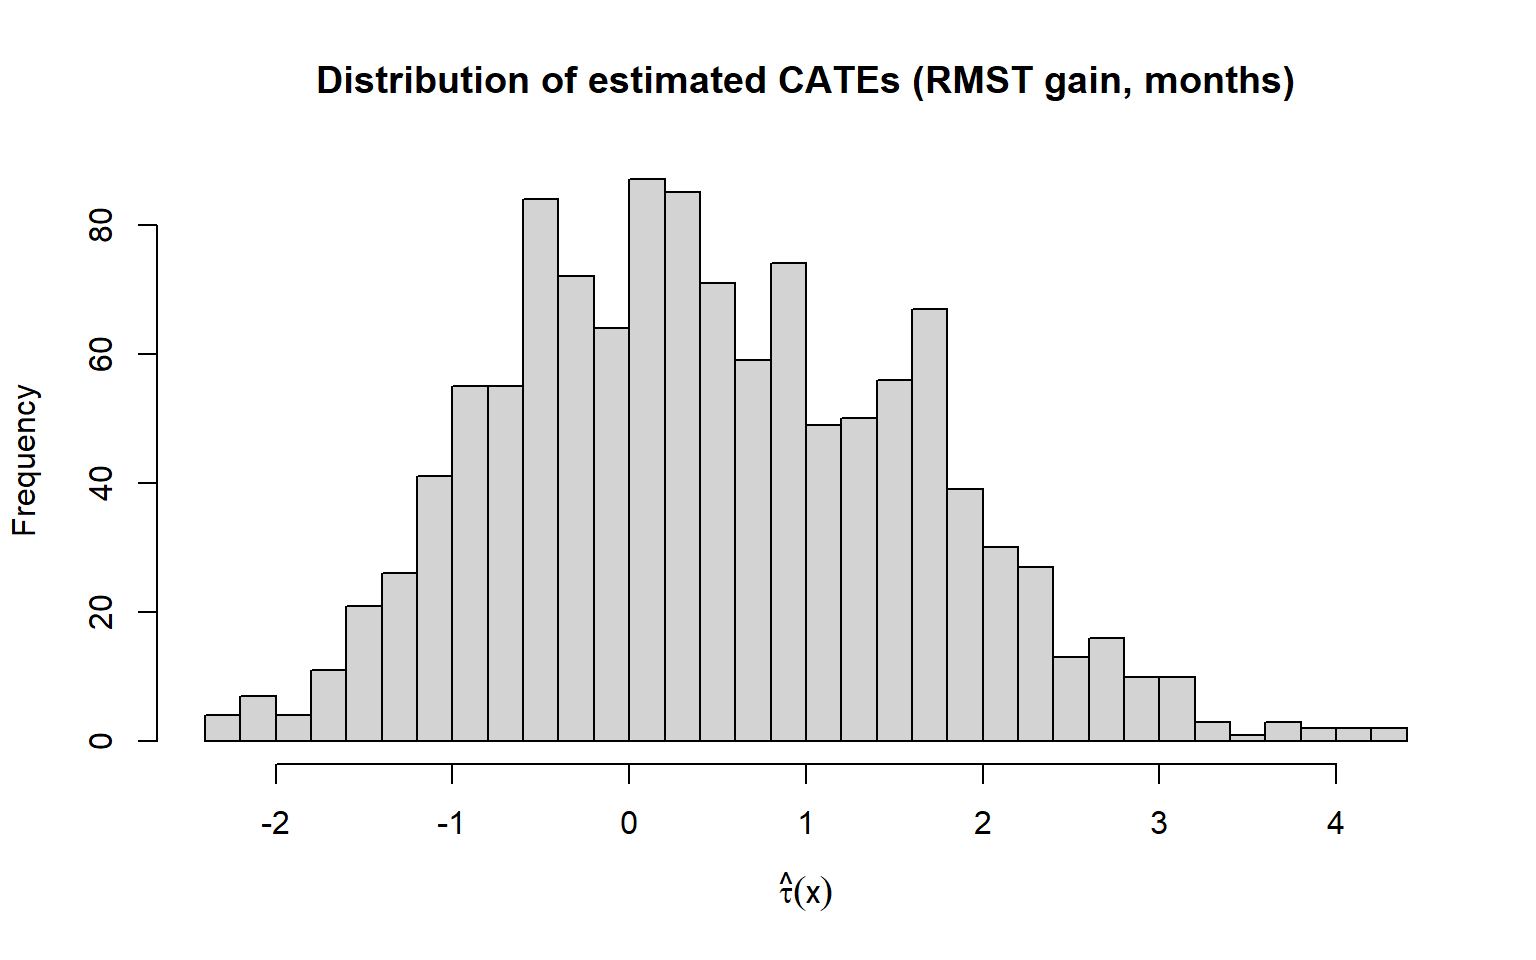 Distribution of estimated CATEs (RMST gain, months)
Frequency
80
60
40
20
0
-2 -1 0 1 2 3 4
τ̂(x)